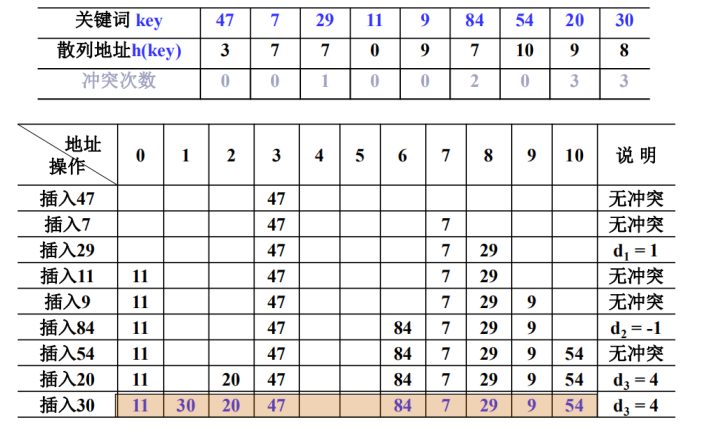 关键词 key 47 7 29 11 9 84 54 20 30
散列地址h(key) 3 7 7 0 9 7 10 9 8
冲突次数 0 0 1 0 0 2 0 3 3
地址
操作 0 1 2 3 4 5 6 7 8 9 10 说 明
插入47 47 无冲突
插入7 47 7 无冲突
插入29 47 7 29 d₁ = 1
插入11 11 47 7 29 无冲突
插入9 11 47 7 29 9 无冲突
插入84 11 47 84 7 29 9 d₂ = -1
插入54 11 47 84 7 29 9 54 无冲突
插入20 11 20 47 84 7 29 9 54 d₃ = 4
插入30 11 30 20 47 84 7 29 9 54 d₃ = 4